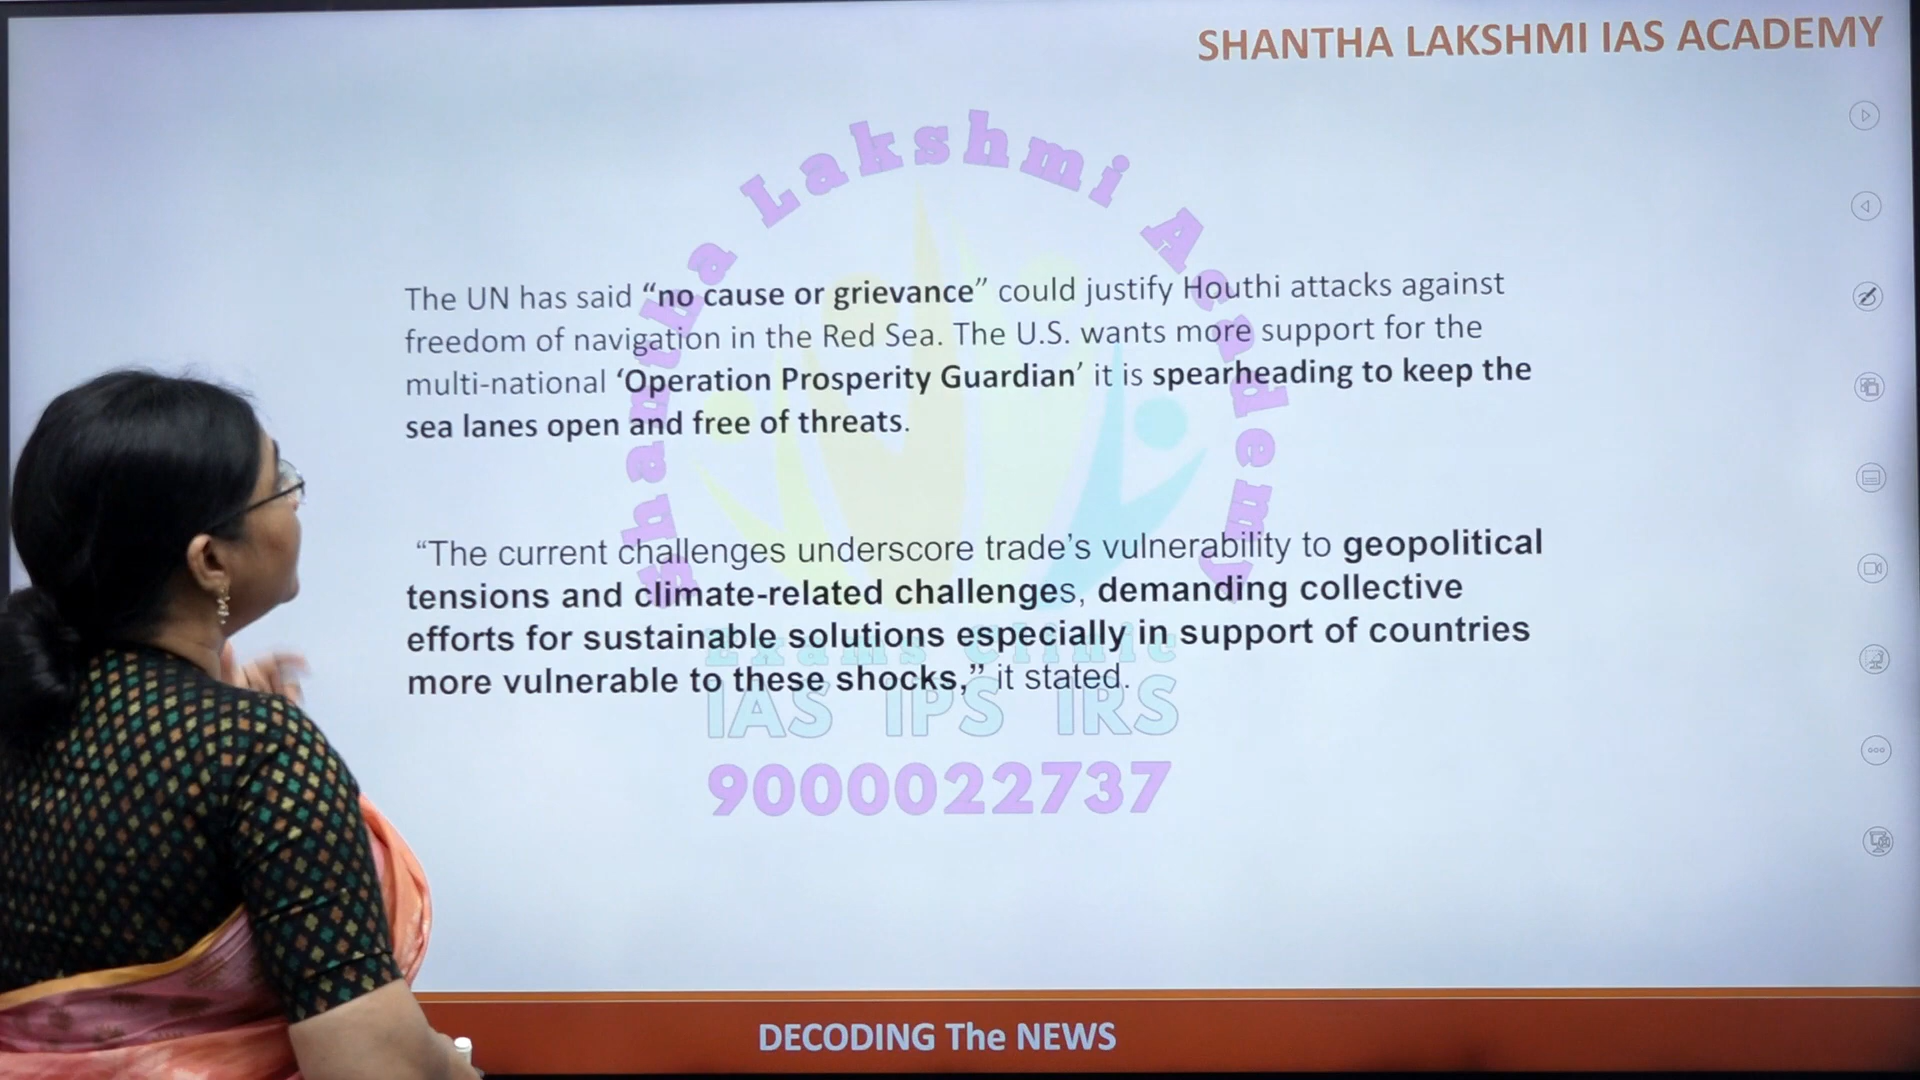 SHANTHA LAKSHMI IAS ACADEMY
Shantha Lakshmi Academy
The UN has said “no cause or grievance” could justify Houthi attacks against
freedom of navigation in the Red Sea. The U.S. wants more support for the
multi-national ‘Operation Prosperity Guardian’ it is spearheading to keep the
sea lanes open and free of threats.
“The current challenges underscore trade’s vulnerability to geopolitical
tensions and climate-related challenges, demanding collective
efforts for sustainable solutions especially in support of countries
more vulnerable to these shocks,” it stated.
Exams Clinic
IAS IPS IRS
9000022737
DECODING The NEWS